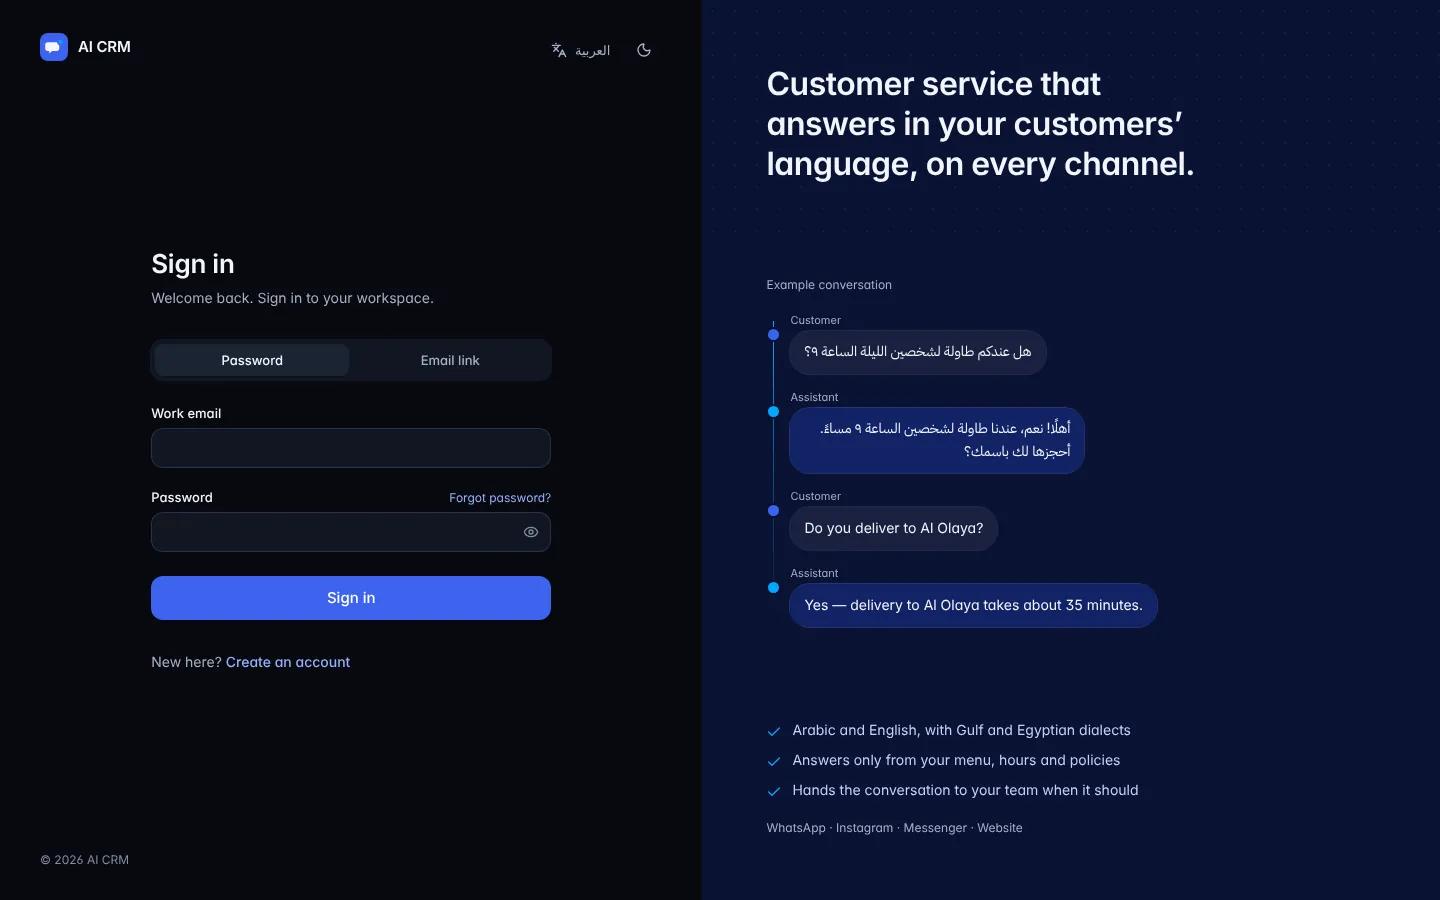 AI CRM
العربية
Sign in
Welcome back. Sign in to your workspace.
Password
Email link
Work email
Password
Forgot password?
Sign in
New here? Create an account
© 2026 AI CRM
Customer service that
answers in your customers’
language, on every channel.
Example conversation
Customer
هل عندكم طاولة لشخصين الليلة الساعة ٩؟
Assistant
أهلًا! نعم، عندنا طاولة لشخصين الساعة ٩ مساءً.
أحجزها لك باسمك؟
Customer
Do you deliver to Al Olaya?
Assistant
Yes — delivery to Al Olaya takes about 35 minutes.
Arabic and English, with Gulf and Egyptian dialects
Answers only from your menu, hours and policies
Hands the conversation to your team when it should
WhatsApp · Instagram · Messenger · Website